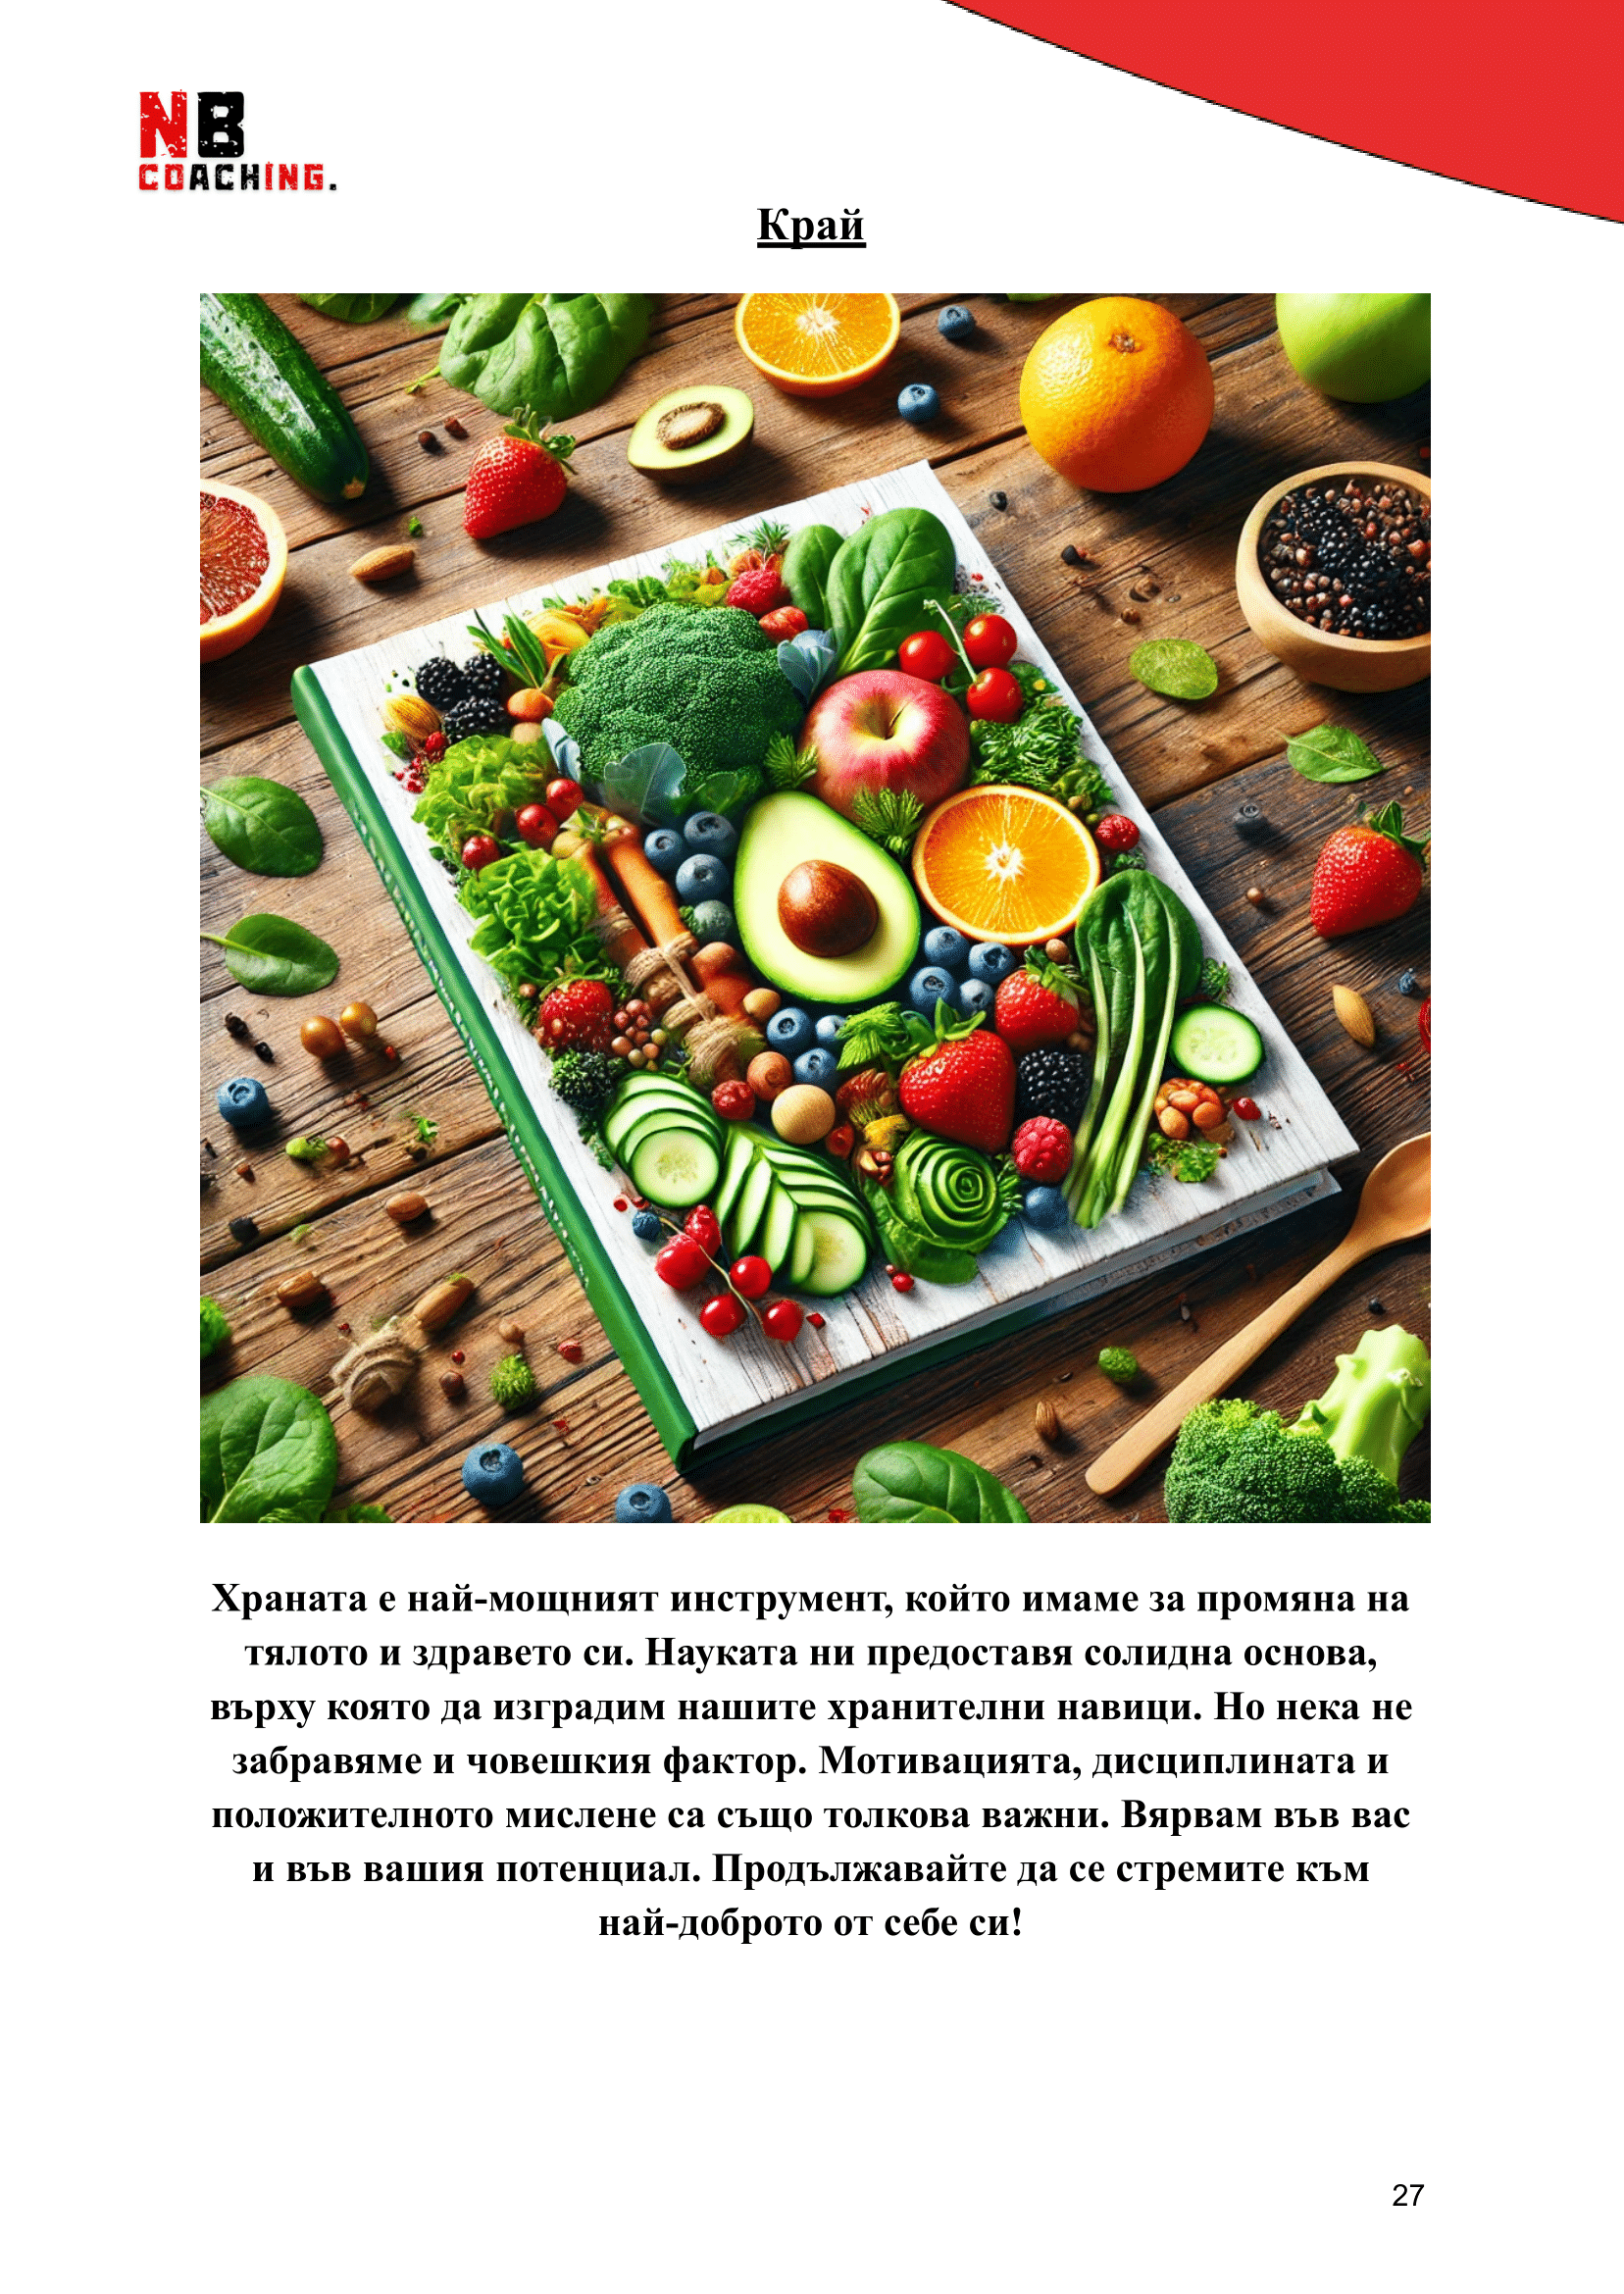 NB
COACHING.
Край
Храната е най-мощният инструмент, който имаме за промяна на
тялото и здравето си. Науката ни предоставя солидна основа,
върху която да изградим нашите хранителни навици. Но нека не
забравяме и човешкия фактор. Мотивацията, дисциплината и
положителното мислене са също толкова важни. Вярвам във вас
и във вашия потенциал. Продължавайте да се стремите към
най-доброто от себе си!
27